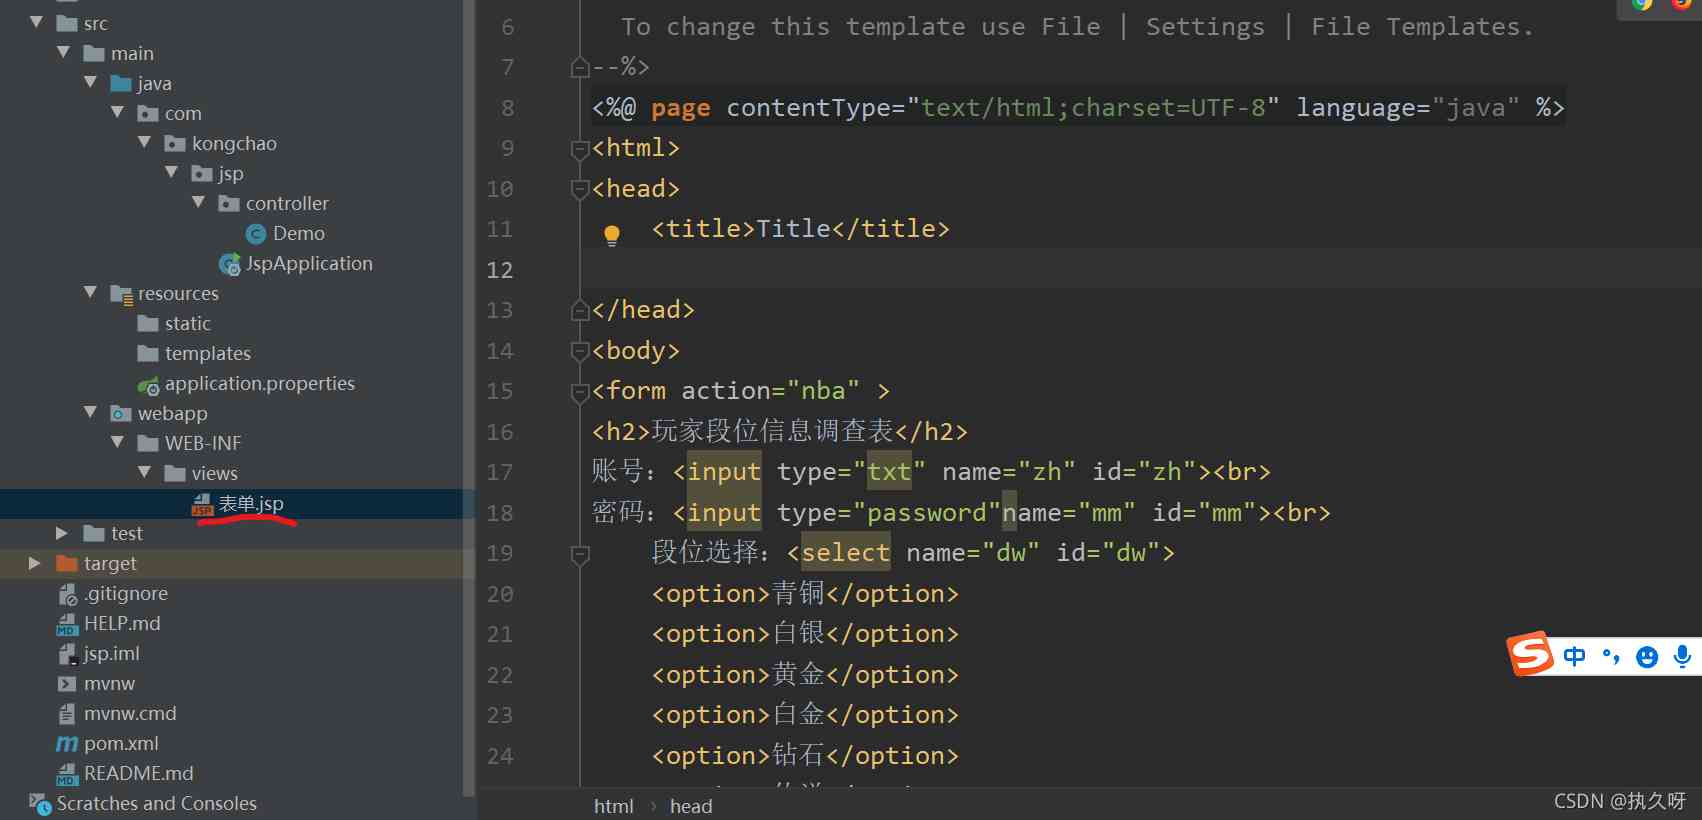 src
main
java
com
kongchao
jsp
controller
Demo
JspApplication
resources
static
templates
application.properties
webapp
WEB-INF
views
表单.jsp
test
target
.gitignore
HELP.md
jsp.iml
mvnw
mvnw.cmd
pom.xml
README.md
Scratches and Consoles
6 To change this template use File | Settings | File Templates.
7 --%>
8 <%@ page contentType="text/html;charset=UTF-8" language="java" %>
9 <html>
10 <head>
11 <title>Title</title>
12
13 </head>
14 <body>
15 <form action="nba" >
16 <h2>玩家段位信息调查表</h2>
17 账号：<input type="txt" name="zh" id="zh"><br>
18 密码：<input type="password"name="mm" id="mm"><br>
19 段位选择：<select name="dw" id="dw">
20 <option>青铜</option>
21 <option>白银</option>
22 <option>黄金</option>
23 <option>白金</option>
24 <option>钻石</option>
html › head
中
CSDN @执久呀